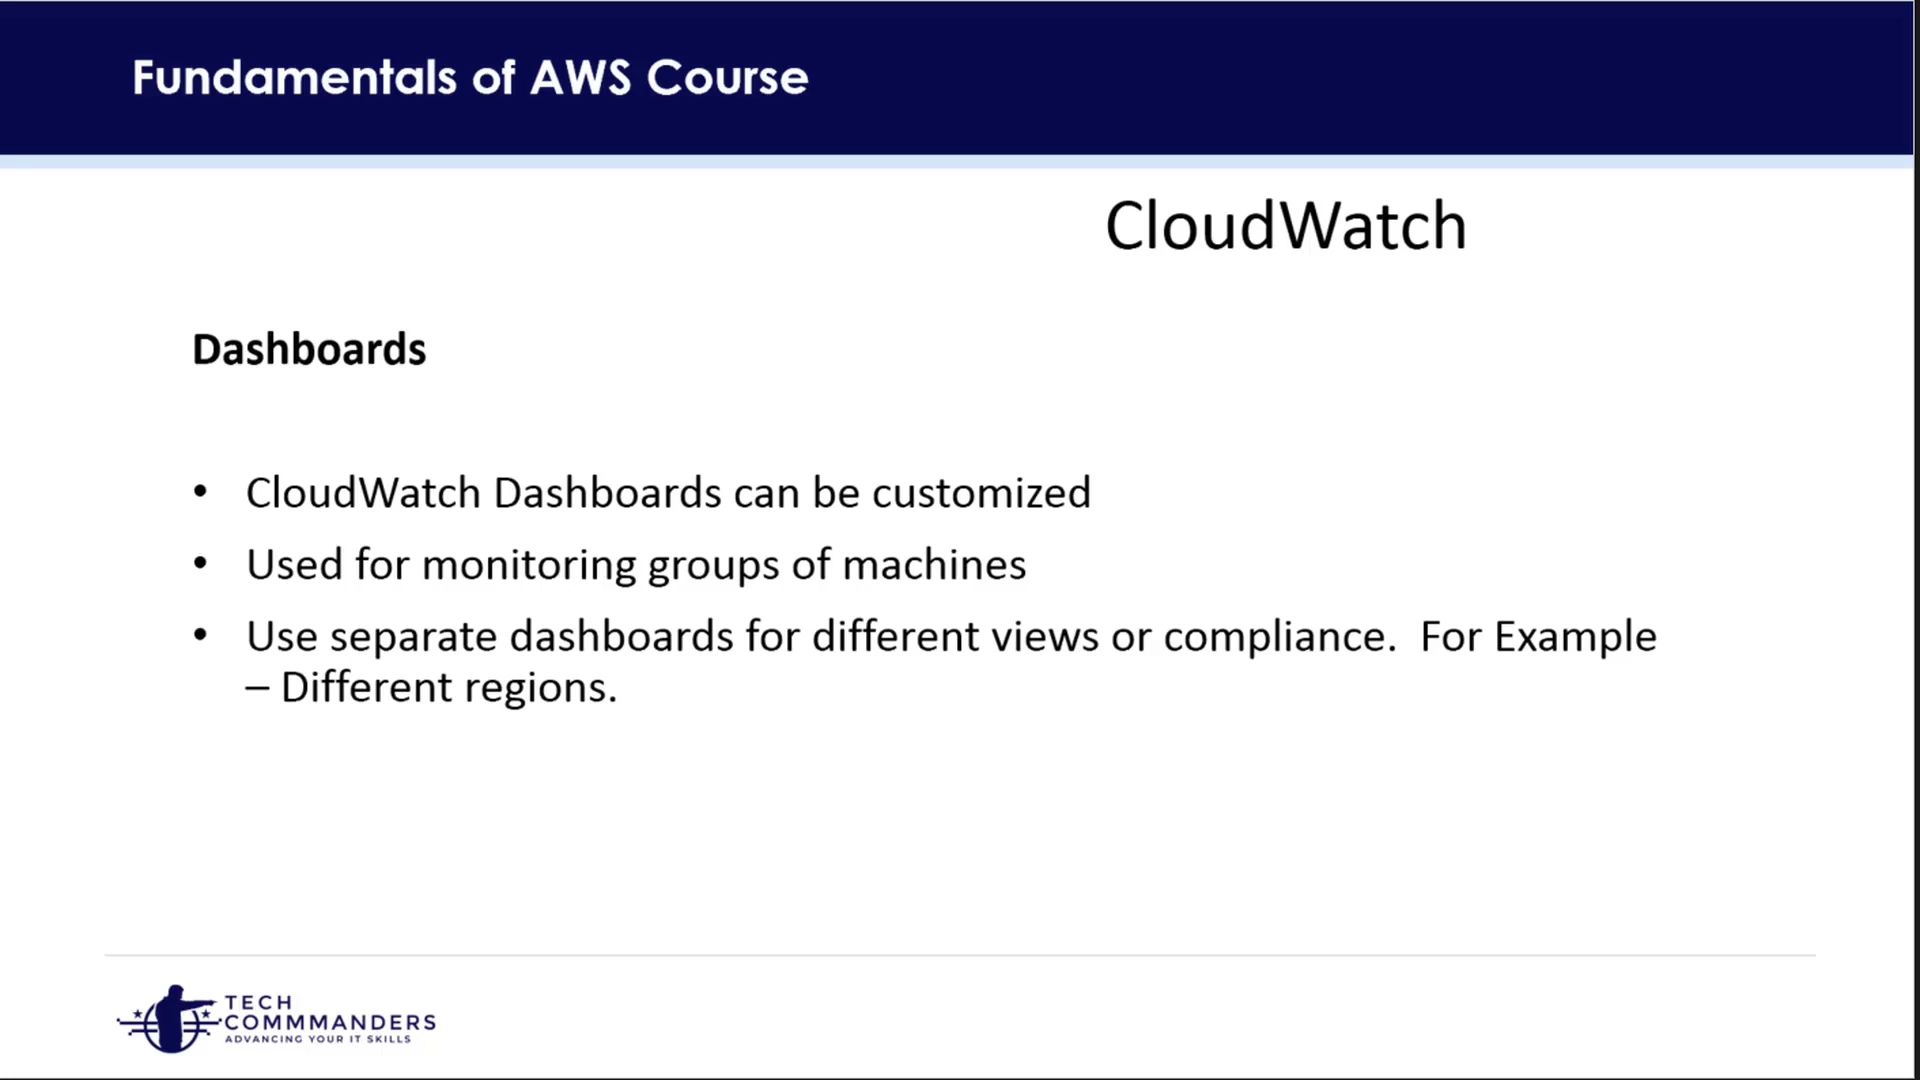 Fundamentals of AWS Course
CloudWatch
Dashboards
• CloudWatch Dashboards can be customized
• Used for monitoring groups of machines
• Use separate dashboards for different views or compliance.  For Example
– Different regions.
TECH
COMMMANDERS
ADVANCING YOUR IT SKILLS